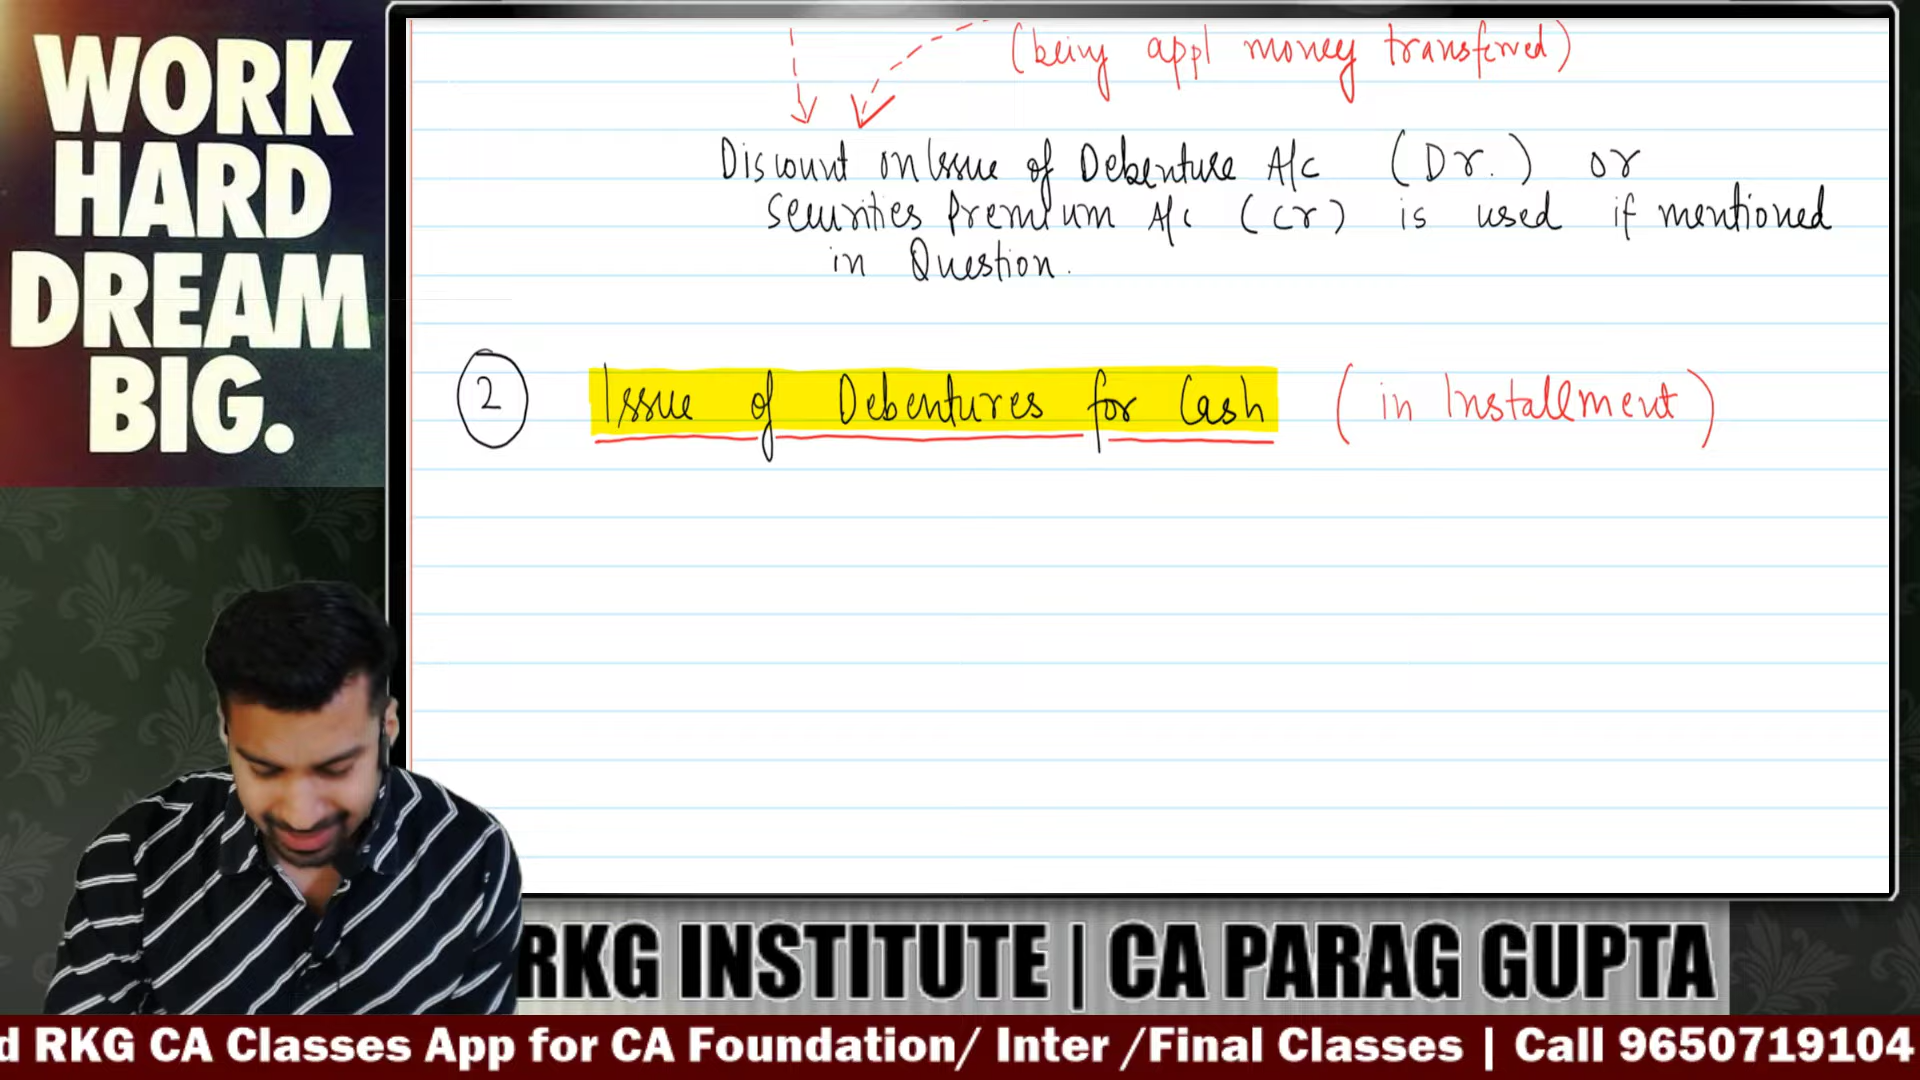 WORK
HARD
DREAM
BIG.
(being appl money transferred)
Discount on Issue of Debenture A/c (Dr.) or
Securities Premium A/c (Cr) is used if mentioned
in Question.
2 Issue of Debentures for Cash (in Installment)
RKG INSTITUTE | CA PARAG GUPTA
d RKG CA Classes App for CA Foundation/ Inter /Final Classes | Call 9650719104